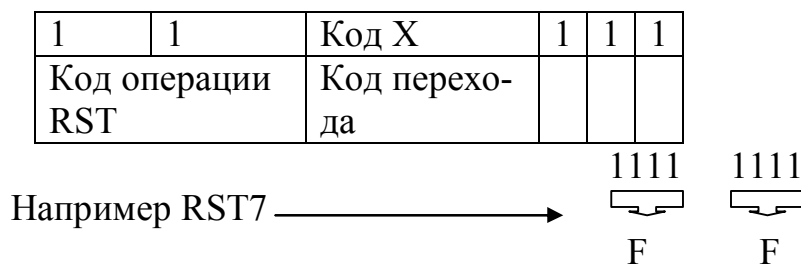 1 1 Код X 1 1 1
Код операции Код перехо-
RST да
1111 1111
Например RST7
F F